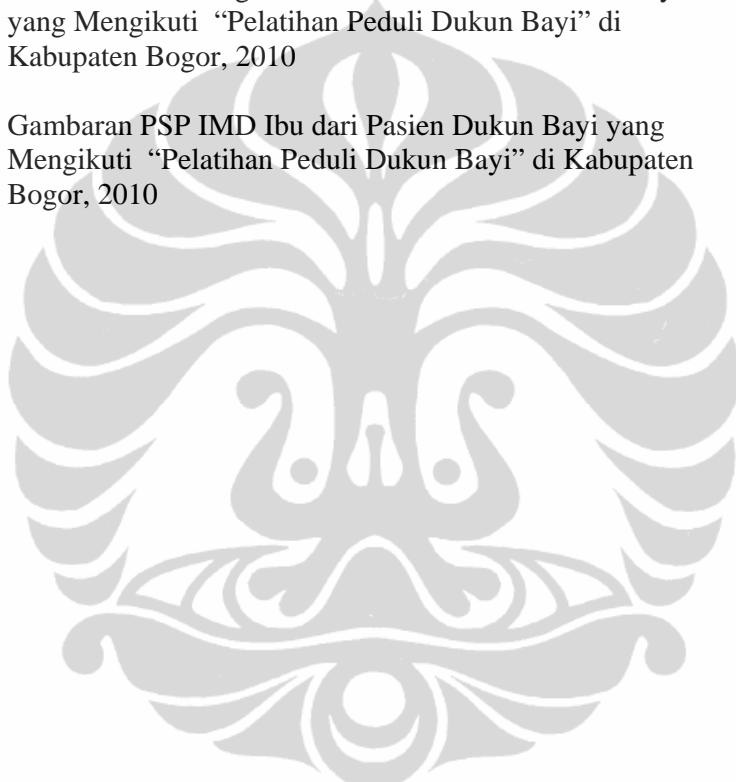 yang Mengikuti “Pelatihan Peduli Dukun Bayi” di
Kabupaten Bogor, 2010
Gambaran PSP IMD Ibu dari Pasien Dukun Bayi yang
Mengikuti “Pelatihan Peduli Dukun Bayi” di Kabupaten
Bogor, 2010